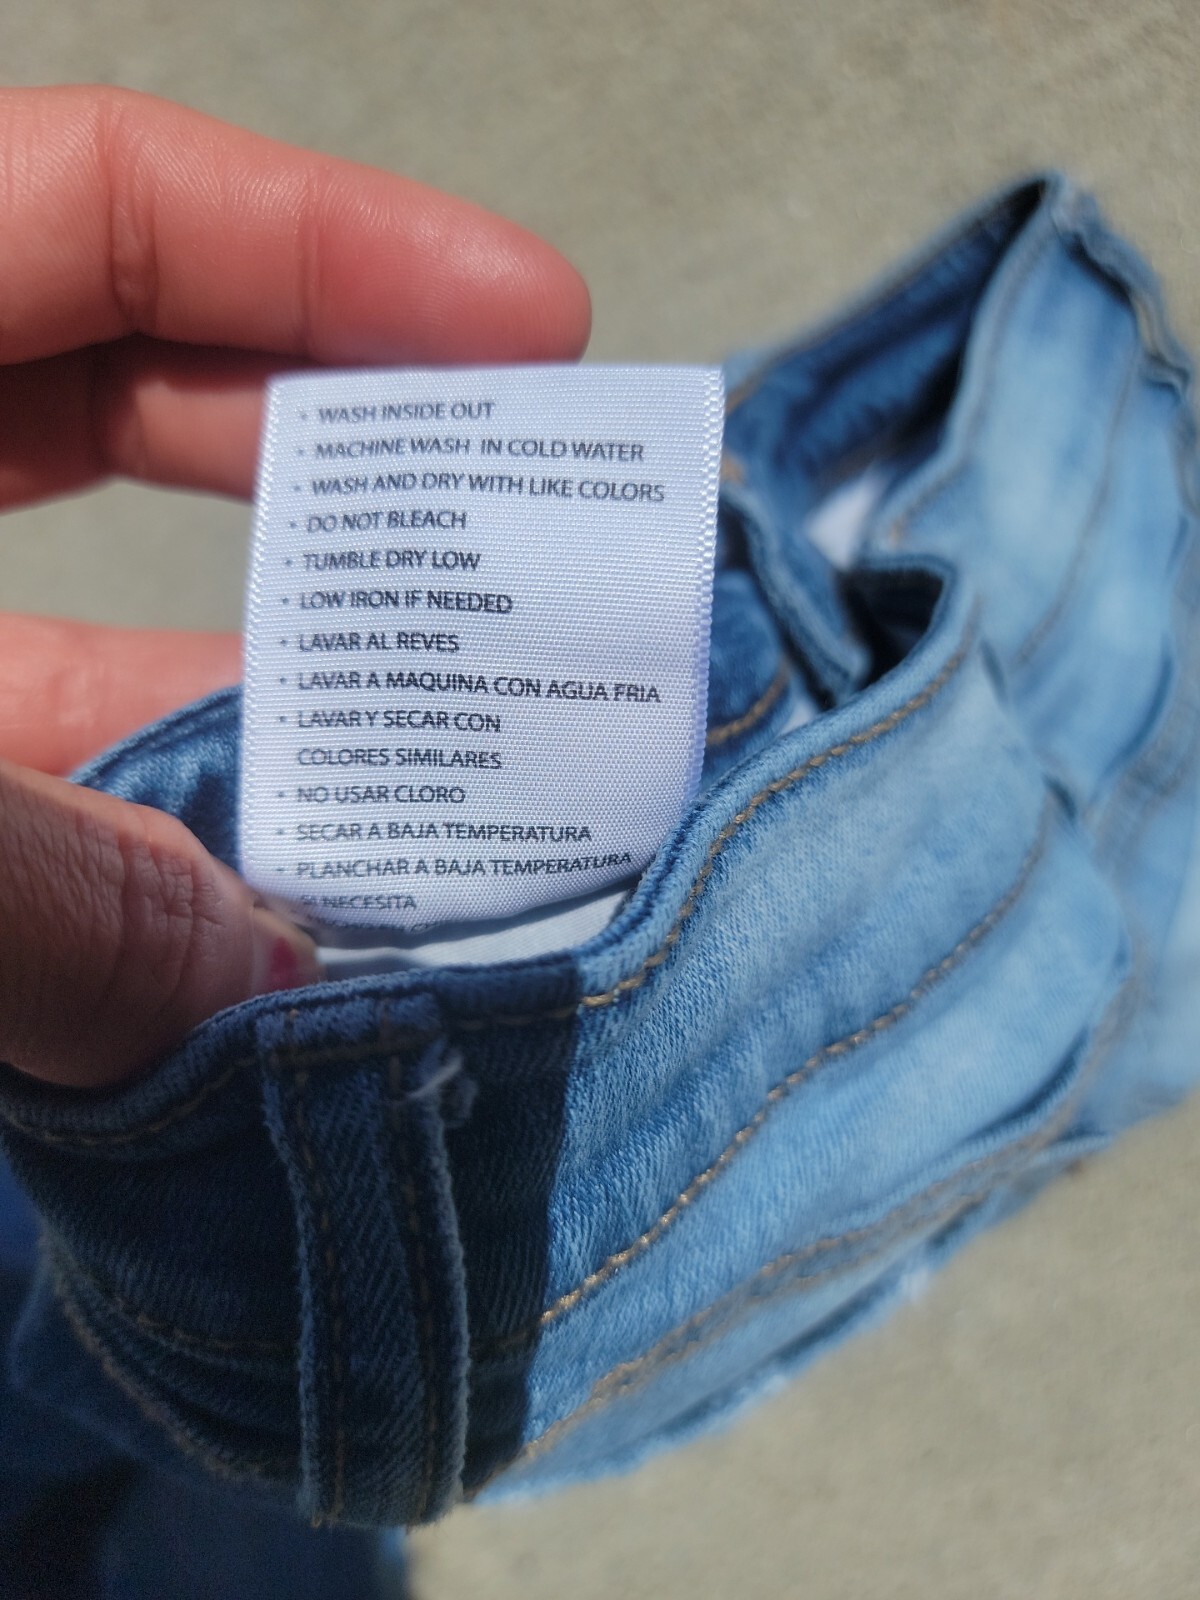 • WASH INSIDE OUT
• MACHINE WASH IN COLD WATER
• WASH AND DRY WITH LIKE COLORS
• DO NOT BLEACH
• TUMBLE DRY LOW
• LOW IRON IF NEEDED
• LAVAR AL REVES
• LAVAR A MAQUINA CON AGUA FRIA
• LAVAR Y SECAR CON
COLORES SIMILARES
• NO USAR CLORO
• SECAR A BAJA TEMPERATURA
• PLANCHAR A BAJA TEMPERATURA
SI NECESITA